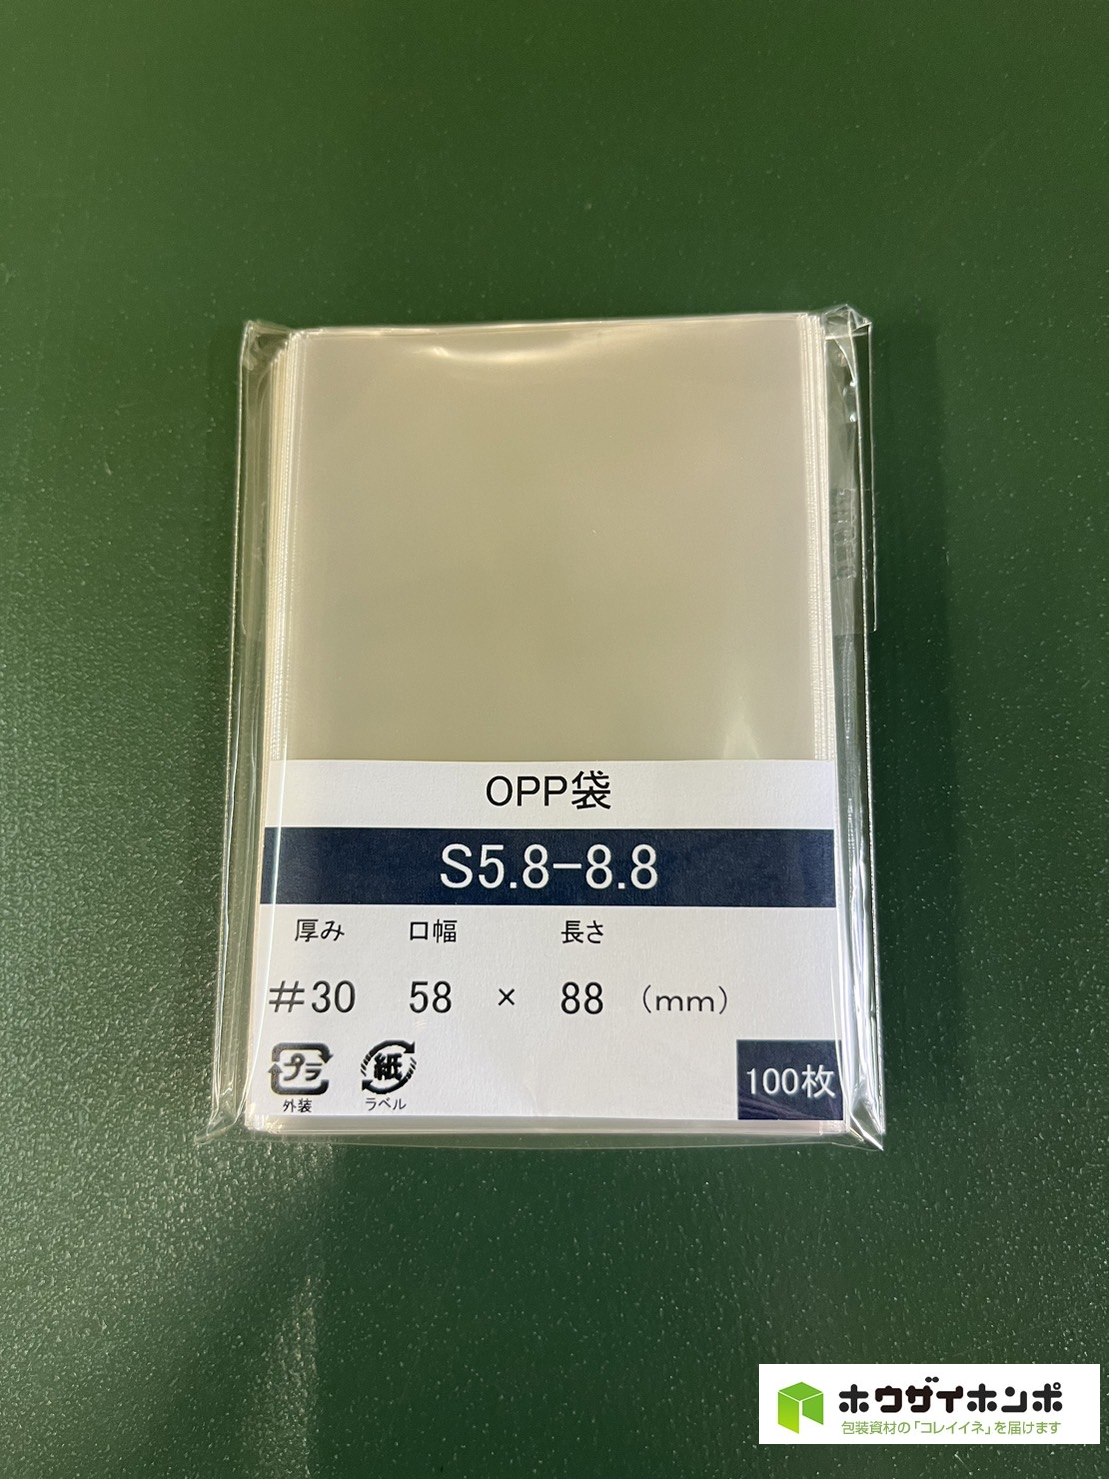 OPP袋
S5.8-8.8
厚み 口幅 長さ
#30 58 × 88 (mm)
プラ 紙
外装 ラベル
100枚
ホウザイホンポ
包装資材の「コレイイネ」を届けます